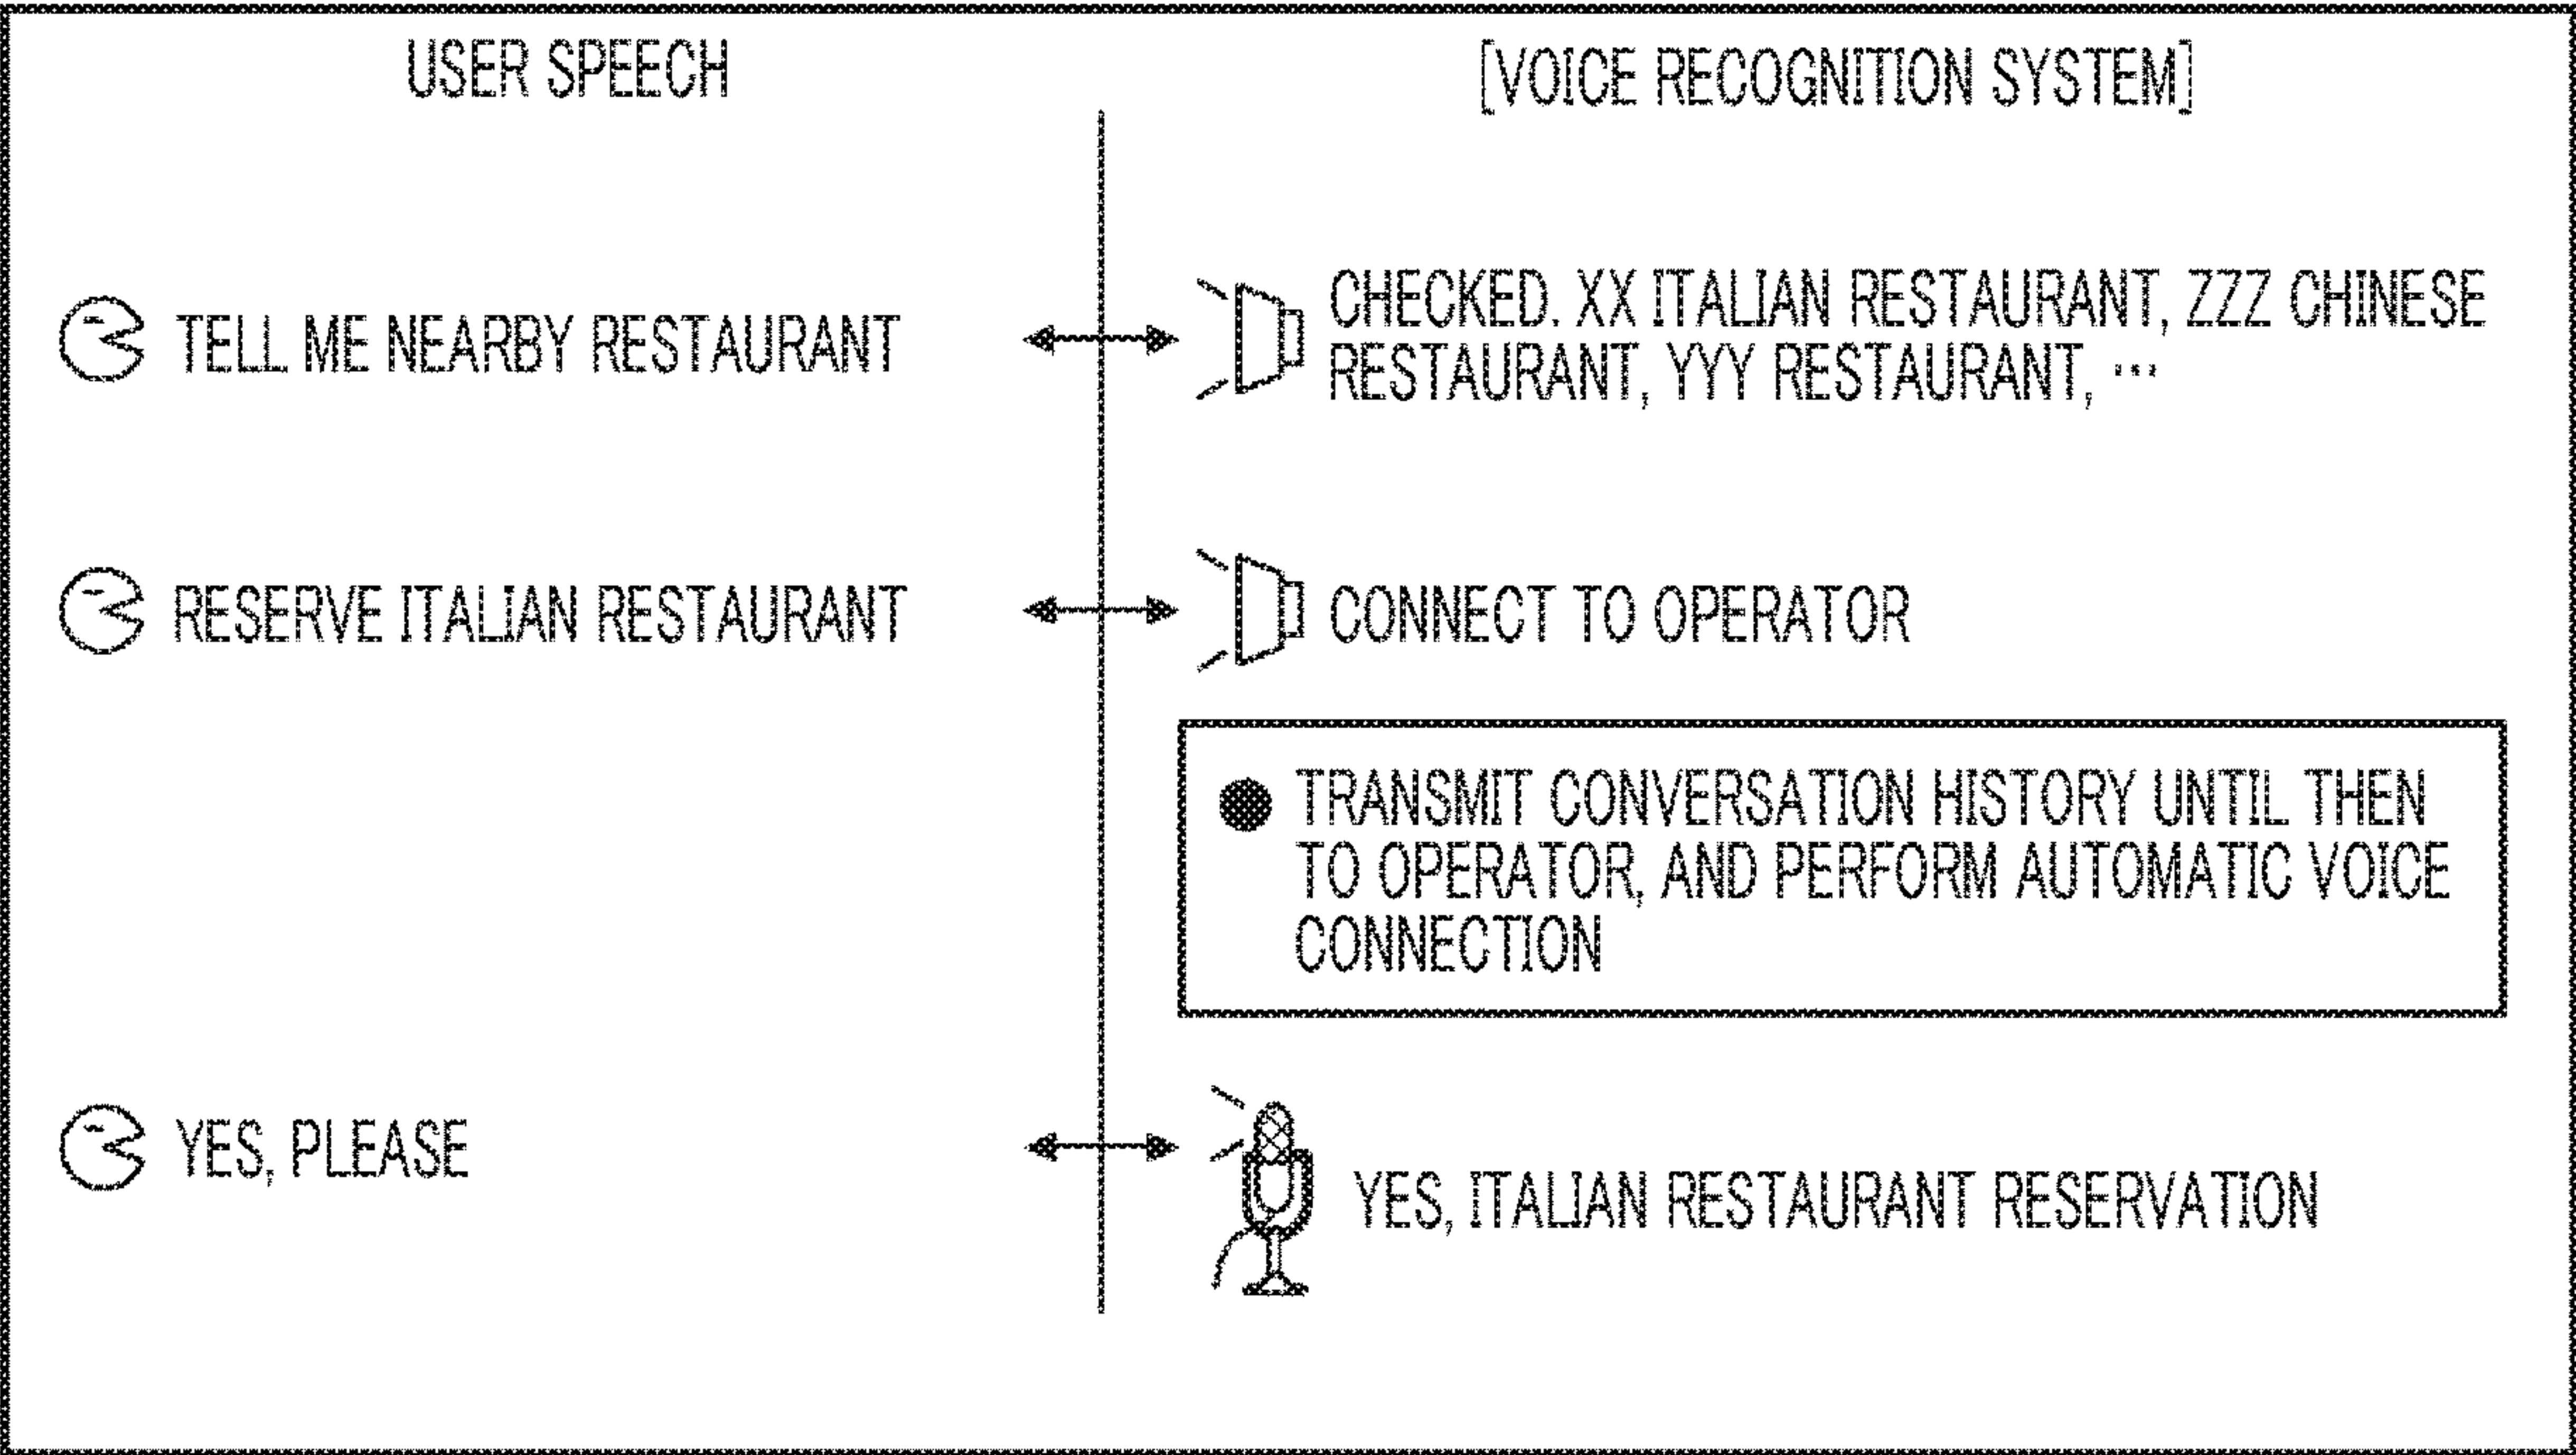 USER SPEECH
[VOICE RECOGNITION SYSTEM]
TELL ME NEARBY RESTAURANT
CHECKED. XX ITALIAN RESTAURANT, ZZZ CHINESE
RESTAURANT, YYY RESTAURANT, ···
RESERVE ITALIAN RESTAURANT
CONNECT TO OPERATOR
● TRANSMIT CONVERSATION HISTORY UNTIL THEN
TO OPERATOR, AND PERFORM AUTOMATIC VOICE
CONNECTION
YES, PLEASE
YES, ITALIAN RESTAURANT RESERVATION